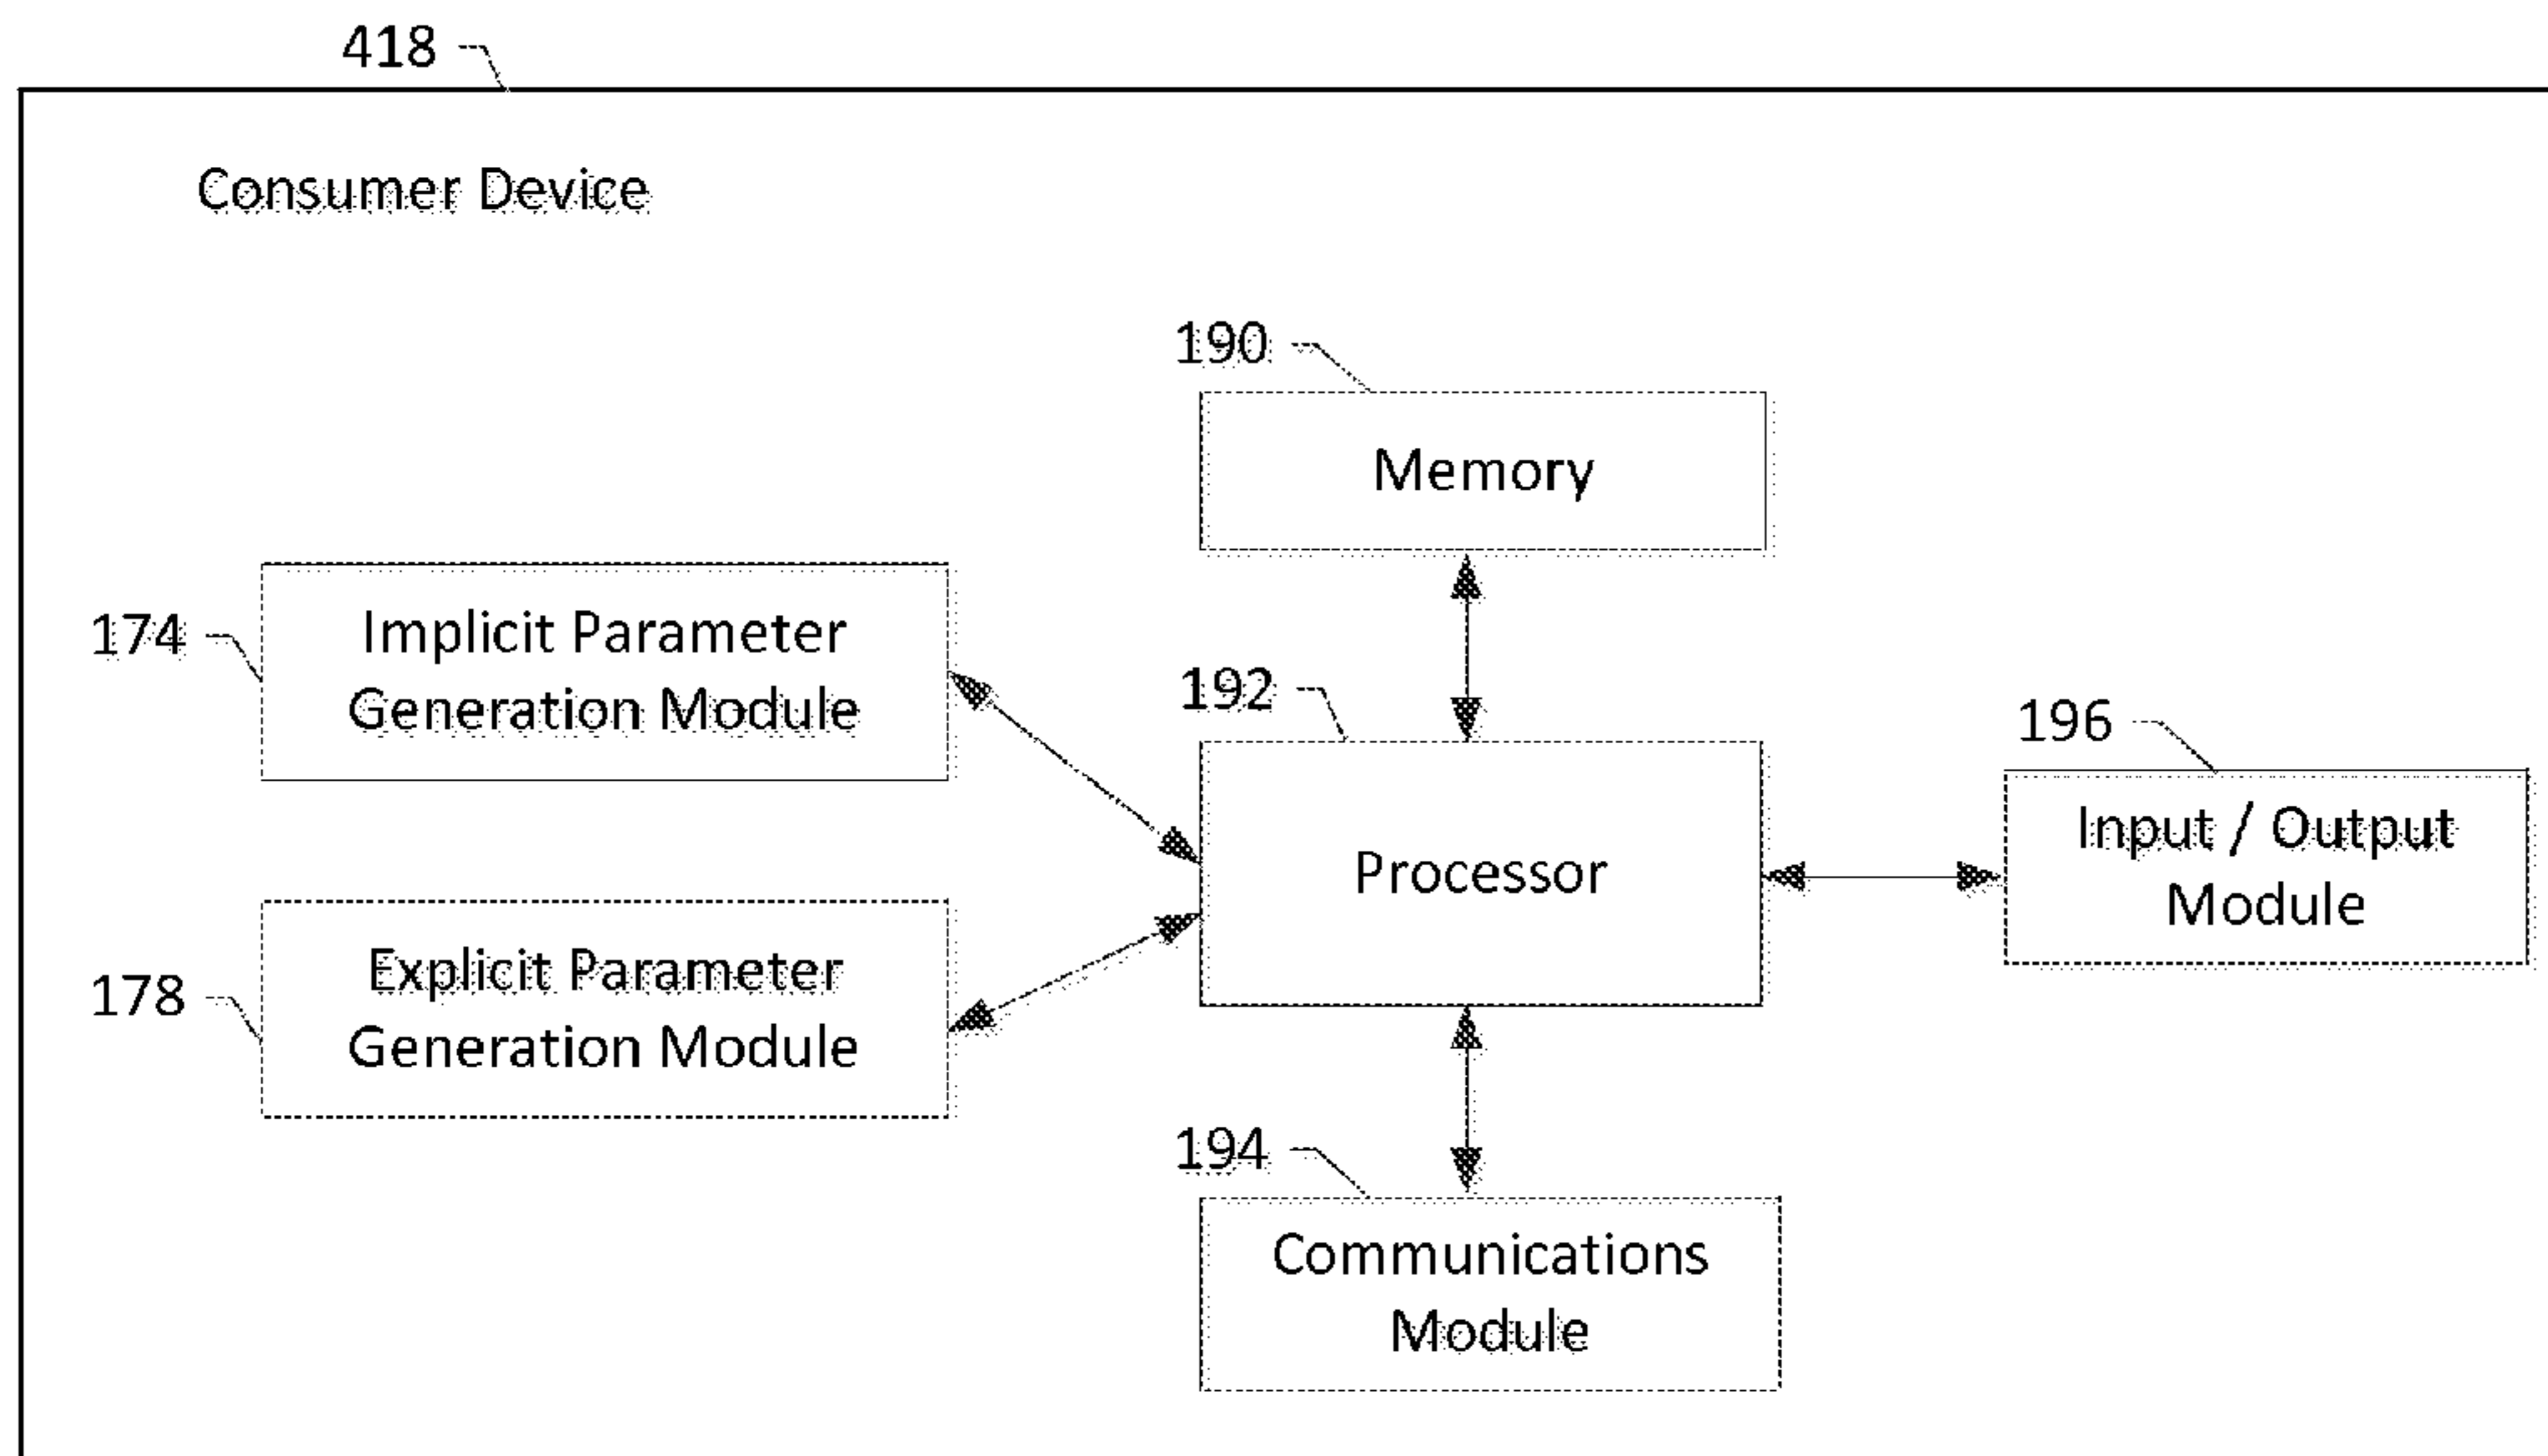 418
Consumer Device
190
Memory
174
Implicit Parameter
Generation Module
192
Processor
196
Input / Output
Module
178
Explicit Parameter
Generation Module
194
Communications
Module